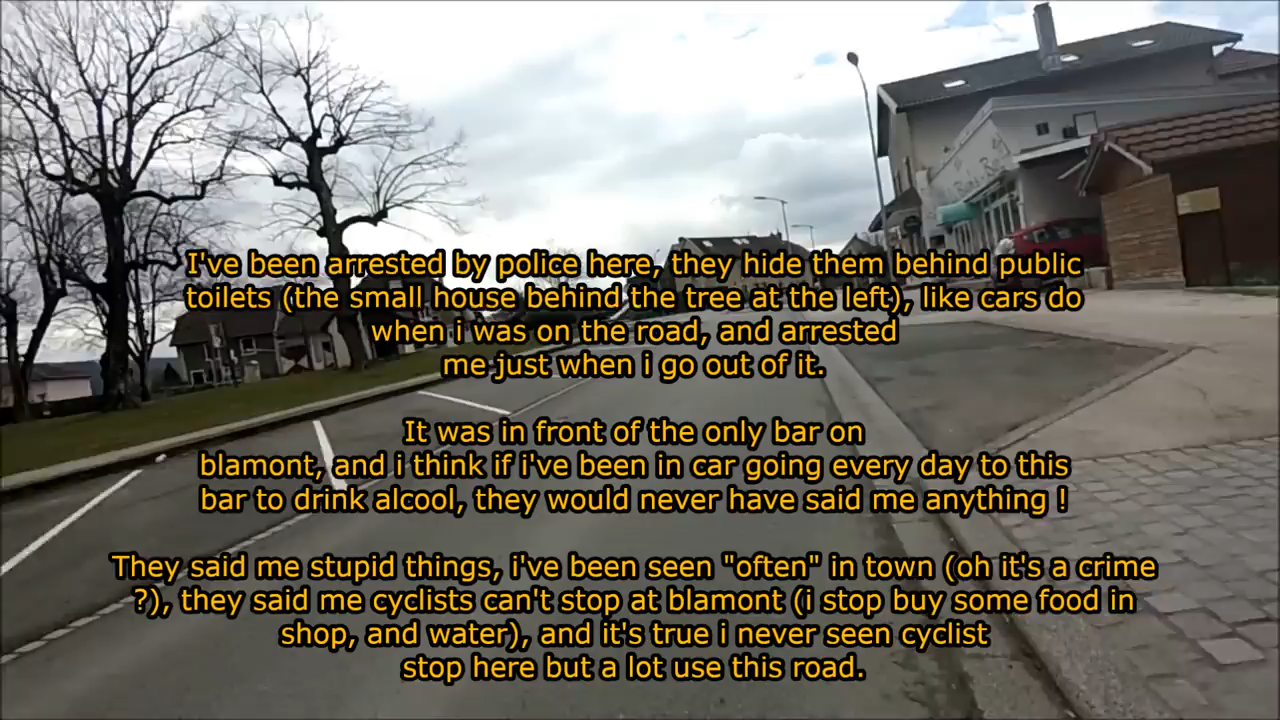 I've been arrested by police here, they hide them behind public
toilets (the small house behind the tree at the left), like cars do
when i was on the road, and arrested
me just when i go out of it.
It was in front of the only bar on
blamont, and i think if i've been in car going every day to this
bar to drink alcool, they would never have said me anything !
They said me stupid things, i've been seen "often" in town (oh it's a crime
?), they said me cyclists can't stop at blamont (i stop buy some food in
shop, and water), and it's true i never seen cyclist
stop here but a lot use this road.